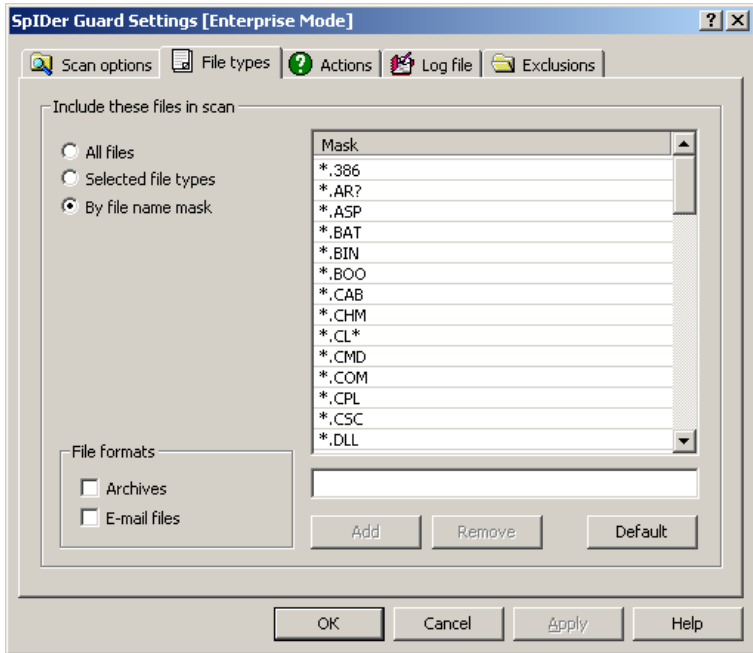 SpIDer Guard Settings [Enterprise Mode]
Scan options File types Actions Log file Exclusions
Include these files in scan
All files
Selected file types
By file name mask
Mask
*.386
*.AR?
*.ASP
*.BAT
*.BIN
*.BOO
*.CAB
*.CHM
*.CL*
*.CMD
*.COM
*.CPL
*.CSC
*.DLL
File formats
Archives
E-mail files
Add Remove Default
OK Cancel Apply Help